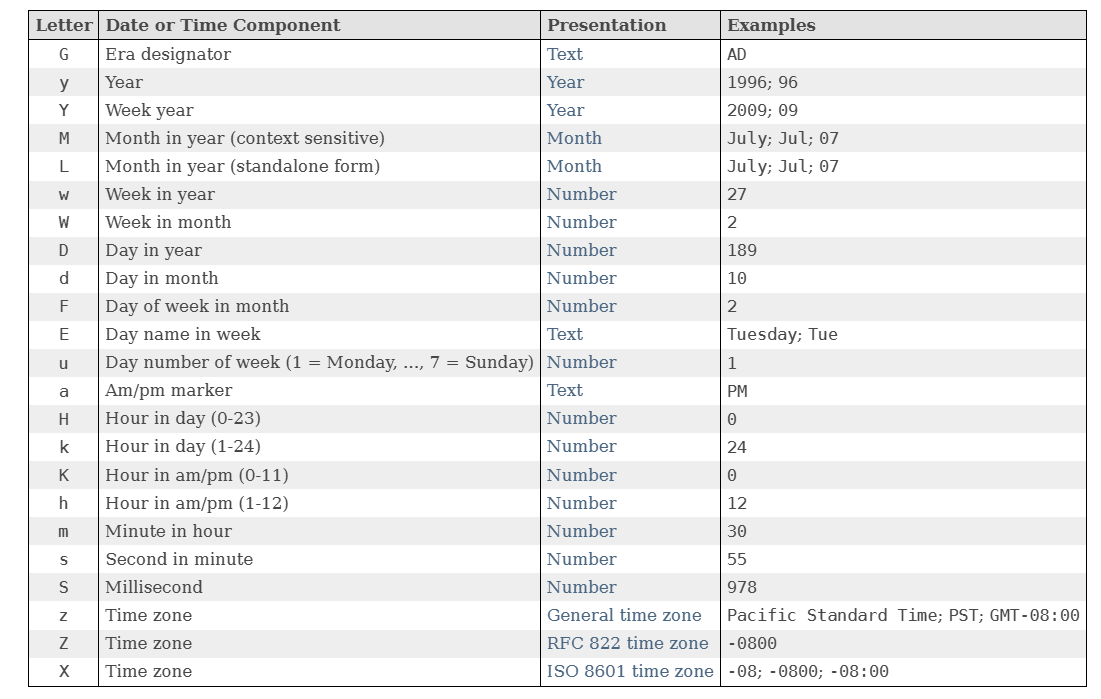 Letter Date or Time Component Presentation Examples
G Era designator Text AD
y Year Year 1996; 96
Y Week year Year 2009; 09
M Month in year (context sensitive) Month July; Jul; 07
L Month in year (standalone form) Month July; Jul; 07
w Week in year Number 27
W Week in month Number 2
D Day in year Number 189
d Day in month Number 10
F Day of week in month Number 2
E Day name in week Text Tuesday; Tue
u Day number of week (1 = Monday, ..., 7 = Sunday) Number 1
a Am/pm marker Text PM
H Hour in day (0-23) Number 0
k Hour in day (1-24) Number 24
K Hour in am/pm (0-11) Number 0
h Hour in am/pm (1-12) Number 12
m Minute in hour Number 30
s Second in minute Number 55
S Millisecond Number 978
z Time zone General time zone Pacific Standard Time; PST; GMT-08:00
Z Time zone RFC 822 time zone -0800
X Time zone ISO 8601 time zone -08; -0800; -08:00